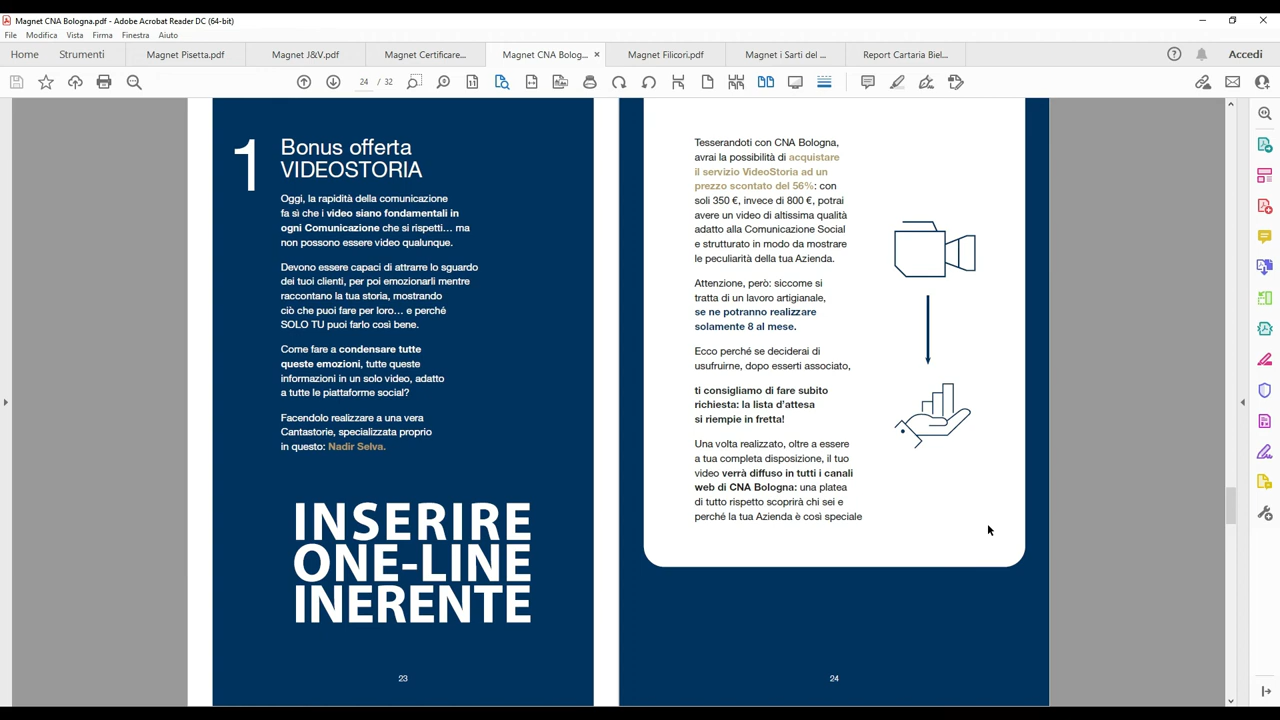 Magnet CNA Bologna.pdf - Adobe Acrobat Reader DC (64-bit)
File Modifica Vista Firma Finestra Aiuto
Home Strumenti Magnet Pisetta.pdf Magnet J&V.pdf Magnet Certificare... Magnet CNA Bolog... × Magnet Filicori.pdf Magnet i Sarti del ... Report Cartaria Biel... Accedi
24 / 32
1
Bonus offerta
VIDEOSTORIA
Oggi, la rapidità della comunicazione
fa sì che i video siano fondamentali in
ogni Comunicazione che si rispetti… ma
non possono essere video qualunque.
Devono essere capaci di attrarre lo sguardo
dei tuoi clienti, per poi emozionarli mentre
raccontano la tua storia, mostrando
ciò che puoi fare per loro… e perché
SOLO TU puoi farlo così bene.
Come fare a condensare tutte
queste emozioni, tutte queste
informazioni in un solo video, adatto
a tutte le piattaforme social?
Facendolo realizzare a una vera
Cantastorie, specializzata proprio
in questo: Nadir Selva.
INSERIRE
ONE-LINE
INERENTE
23
Tesserandoti con CNA Bologna,
avrai la possibilità di acquistare
il servizio VideoStoria ad un
prezzo scontato del 56%: con
soli 350 €, invece di 800 €, potrai
avere un video di altissima qualità
adatto alla Comunicazione Social
e strutturato in modo da mostrare
le peculiarità della tua Azienda.
Attenzione, però: siccome si
tratta di un lavoro artigianale,
se ne potranno realizzare
solamente 8 al mese.
Ecco perché se deciderai di
usufruirne, dopo esserti associato,
ti consigliamo di fare subito
richiesta: la lista d'attesa
si riempie in fretta!
Una volta realizzato, oltre a essere
a tua completa disposizione, il tuo
video verrà diffuso in tutti i canali
web di CNA Bologna: una platea
di tutto rispetto scoprirà chi sei e
perché la tua Azienda è così speciale
24